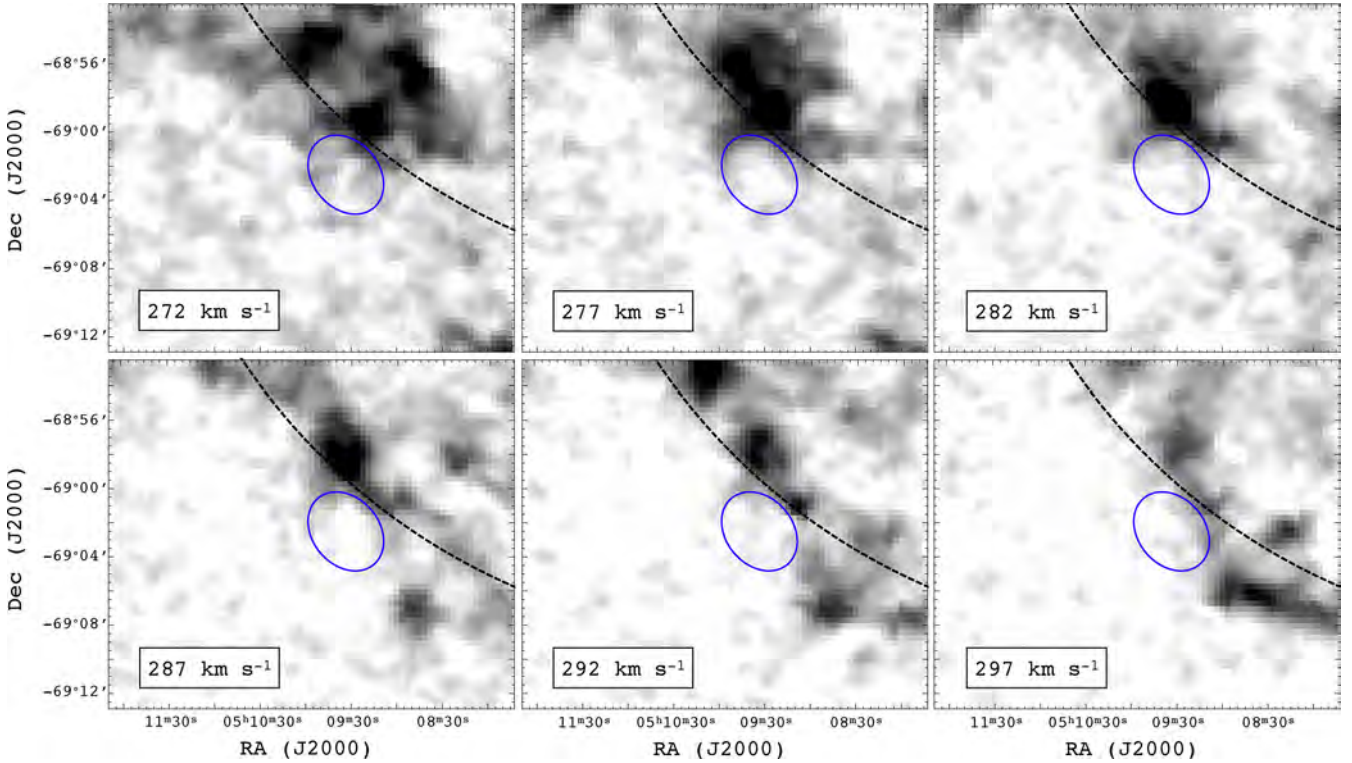 −68°56′
−69°00′
−69°04′
−69°08′
−69°12′
Dec (J2000)
272 km s⁻¹
277 km s⁻¹
282 km s⁻¹
−68°56′
−69°00′
−69°04′
−69°08′
−69°12′
Dec (J2000)
287 km s⁻¹
292 km s⁻¹
297 km s⁻¹
11ᵐ30ˢ 05ʰ10ᵐ30ˢ 09ᵐ30ˢ 08ᵐ30ˢ
11ᵐ30ˢ 05ʰ10ᵐ30ˢ 09ᵐ30ˢ 08ᵐ30ˢ
11ᵐ30ˢ 05ʰ10ᵐ30ˢ 09ᵐ30ˢ 08ᵐ30ˢ
RA (J2000)
RA (J2000)
RA (J2000)